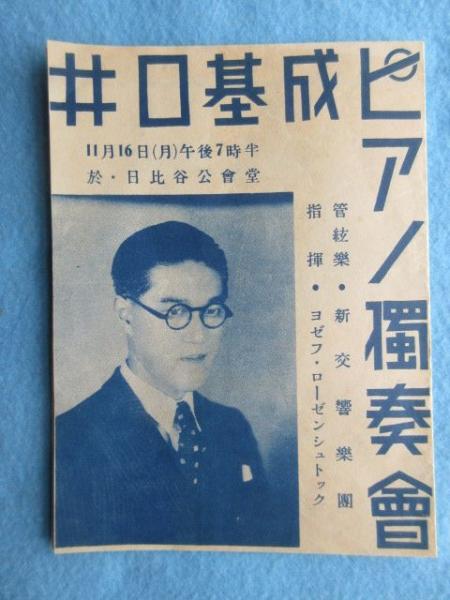 井口基成
ピアノ獨奏會
11月16日(月)午後7時半
於・日比谷公會堂
管絃樂・新交響樂團
指揮・ヨゼフ・ローゼンシュトック